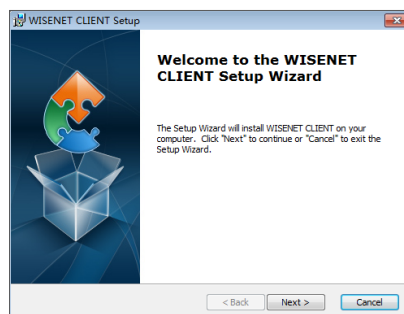 WISENET CLIENT Setup
Welcome to the WISENET
CLIENT Setup Wizard
The Setup Wizard will install WISENET CLIENT on your
computer. Click "Next" to continue or "Cancel" to exit the
Setup Wizard.
< Back
Next >
Cancel